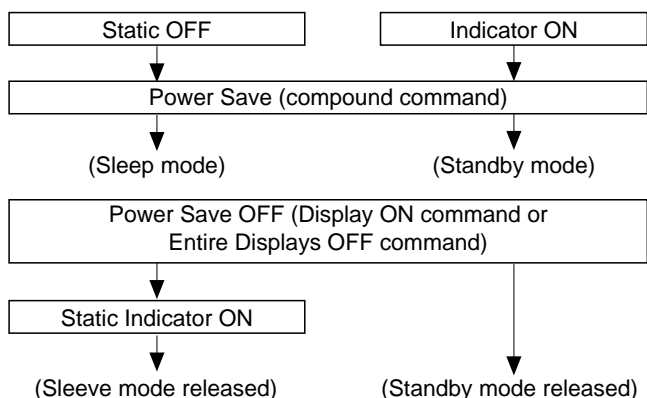 Static OFF
Indicator ON
Power Save (compound command)
(Sleep mode)
(Standby mode)
Power Save OFF (Display ON command or
Entire Displays OFF command)
Static Indicator ON
(Sleeve mode released)
(Standby mode released)